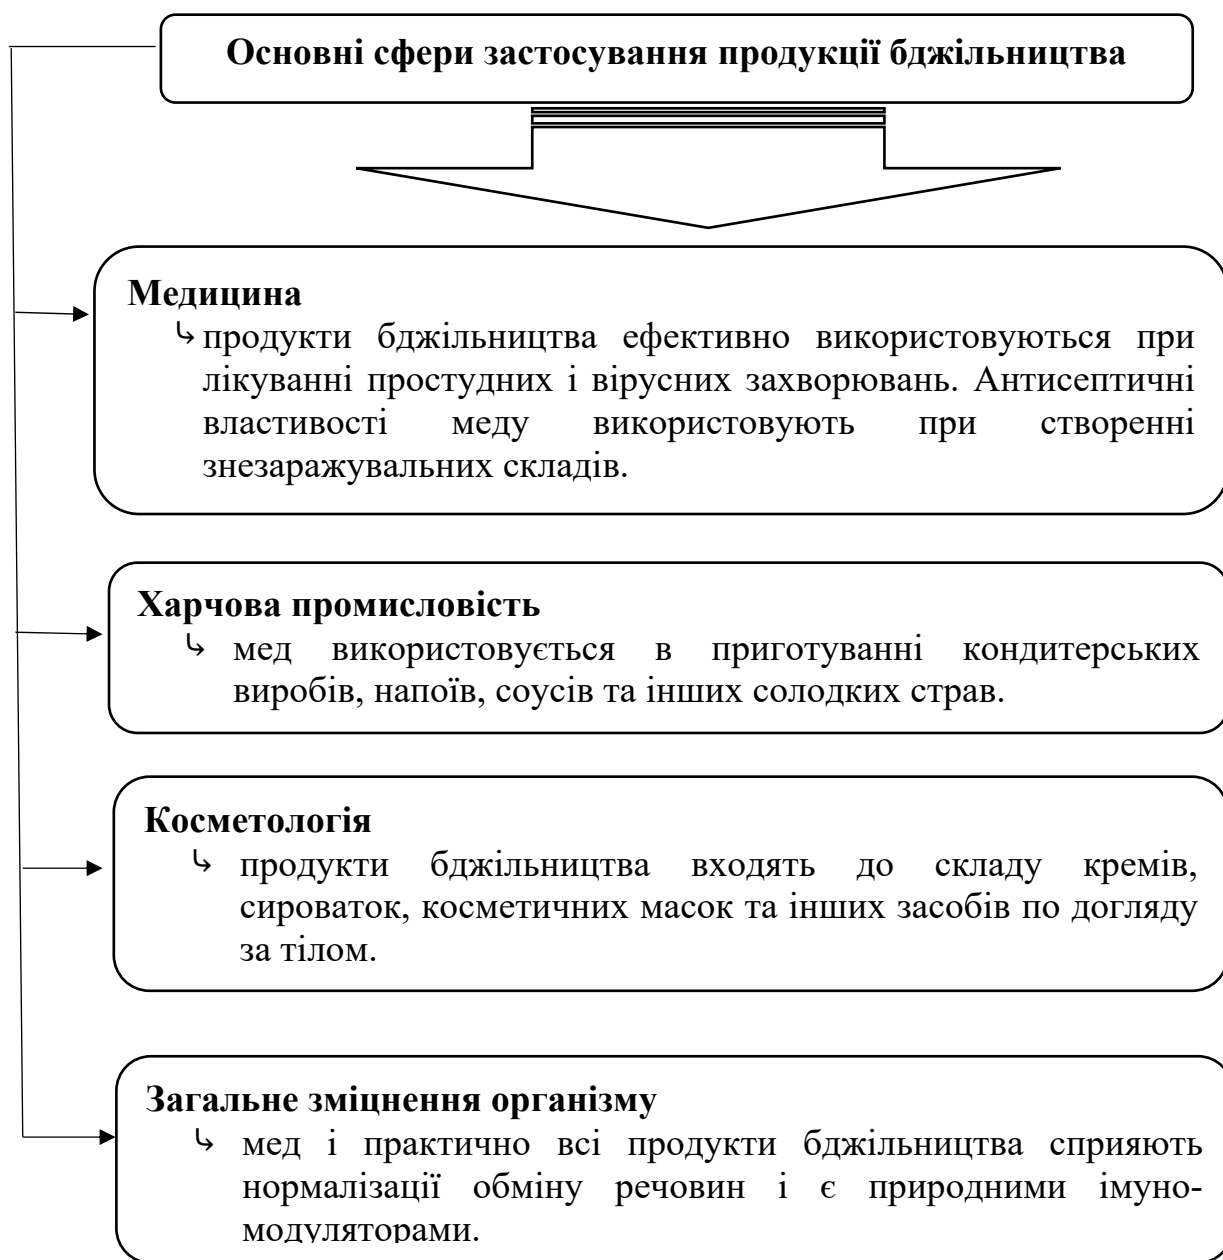 Основні сфери застосування продукції бджільництва
Медицина
продукти бджільництва ефективно використовуються при
лікуванні простудних і вірусних захворювань. Антисептичні
властивості меду використовують при створенні
знезаражувальних складів.
Харчова промисловість
мед використовується в приготуванні кондитерських
виробів, напоїв, соусів та інших солодких страв.
Косметологія
продукти бджільництва входять до складу кремів,
сироваток, косметичних масок та інших засобів по догляду
за тілом.
Загальне зміцнення організму
мед і практично всі продукти бджільництва сприяють
нормалізації обміну речовин і є природними імуно-
модуляторами.